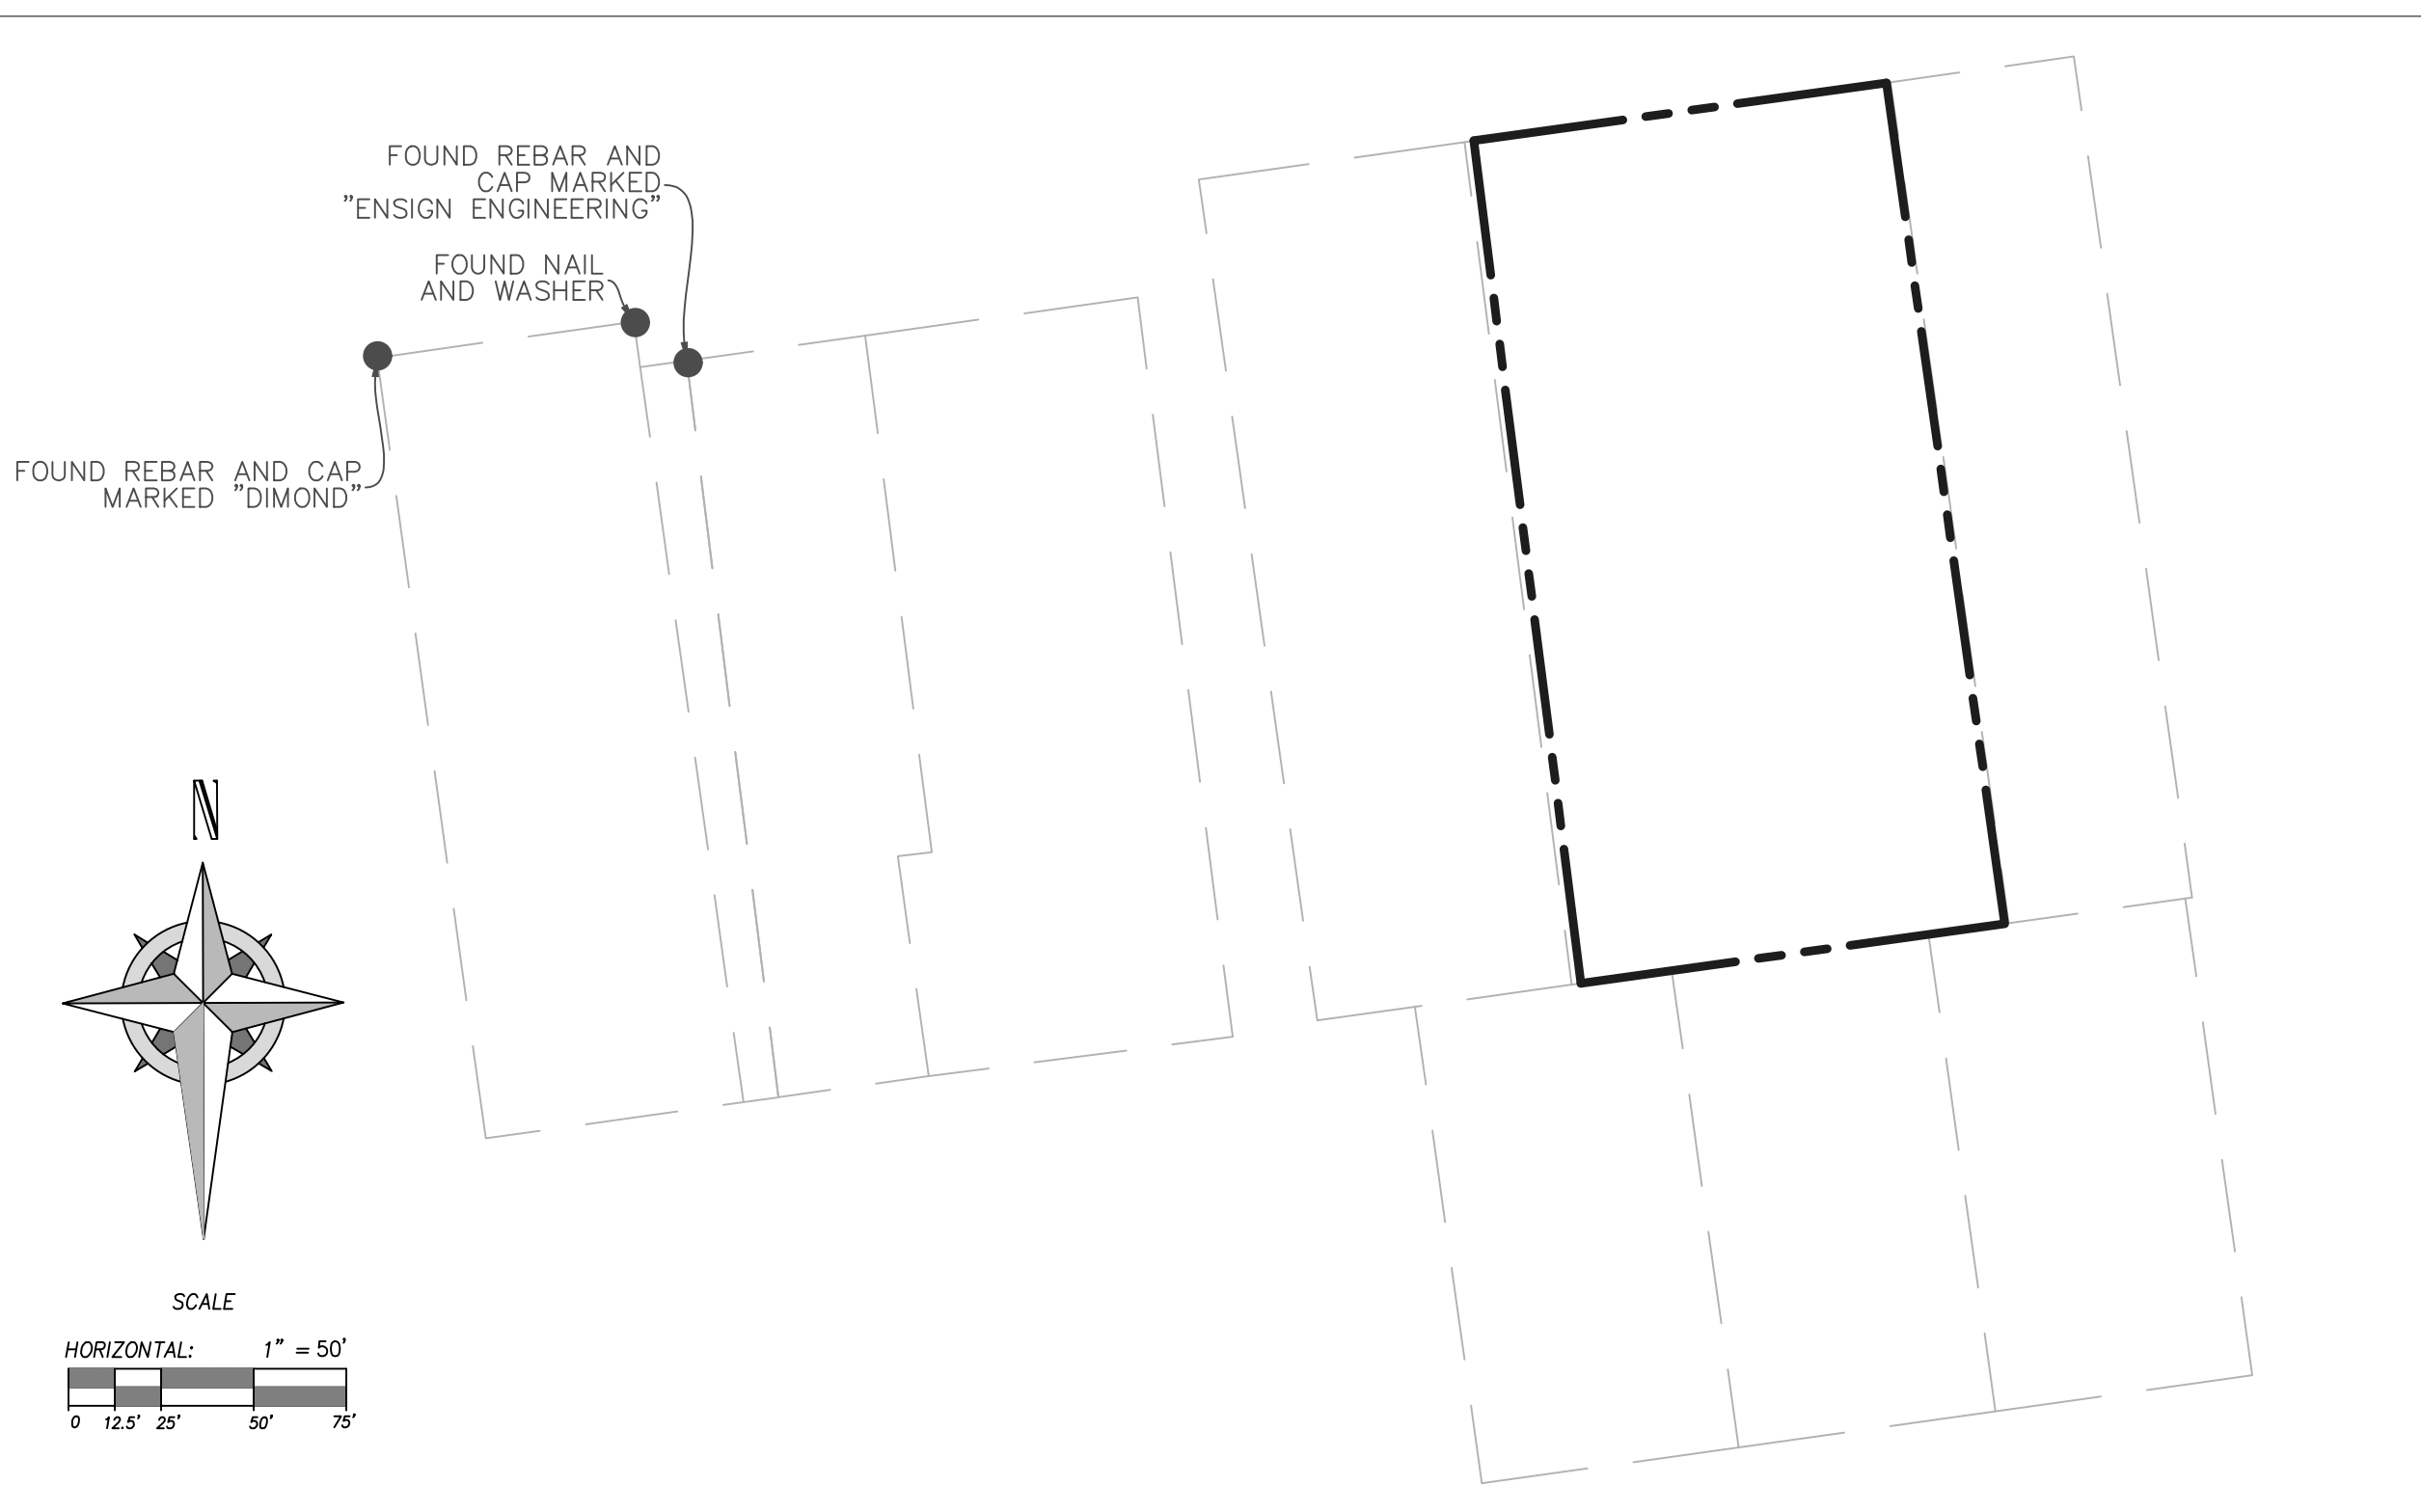 FOUND REBAR AND
CAP MARKED
"ENSIGN ENGINEERING"
FOUND NAIL
AND WASHER
FOUND REBAR AND CAP
MARKED "DIMOND"
N
SCALE
HORIZONTAL: 1" = 50'
0 12.5' 25' 50' 75'